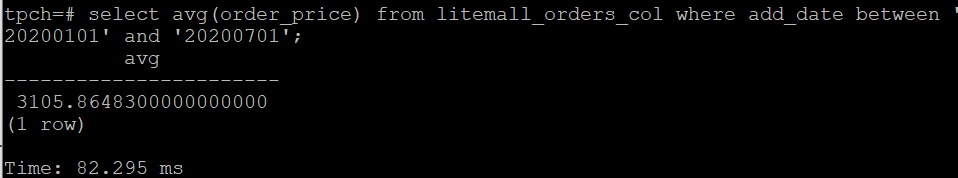 tpch=# select avg(order_price) from litemall_orders_col where add_date between '
20200101' and '20200701';
avg
-----------------------
3105.8648300000000000
(1 row)
Time: 82.295 ms